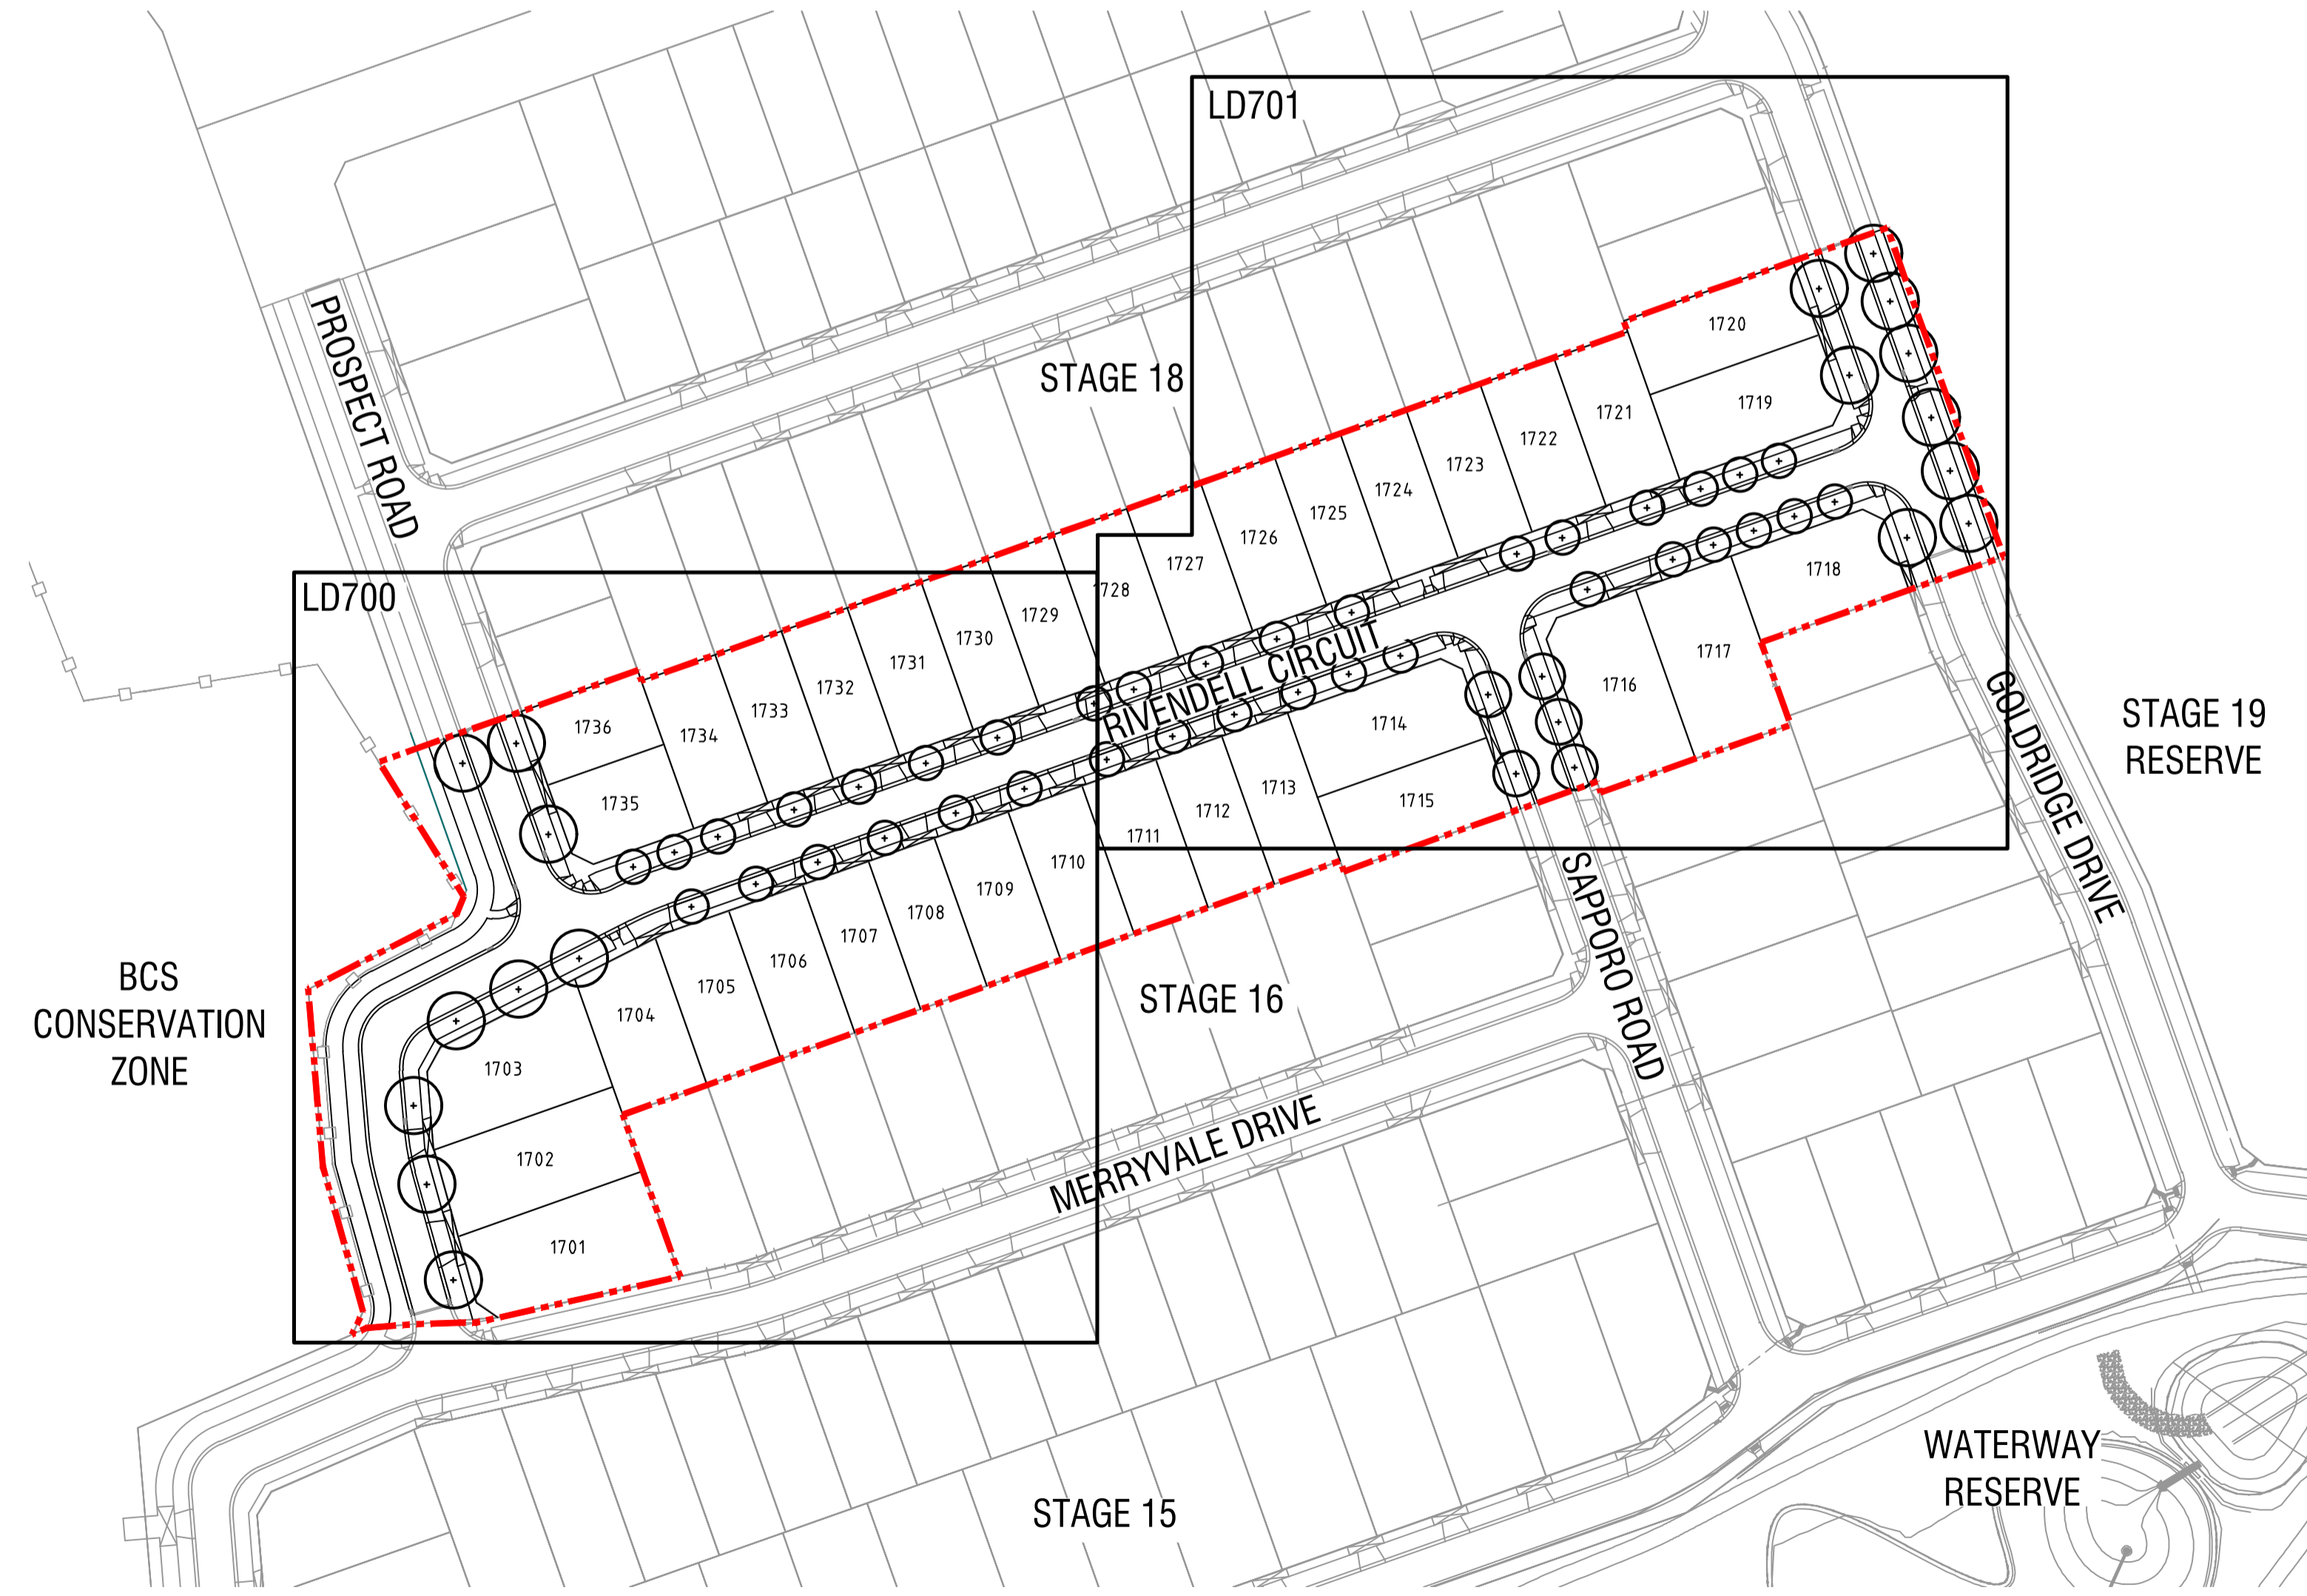 LD701
PROSPECT ROAD
STAGE 18
1720
1719
1721
1722
1723
1724
1725
1726
1727
1728
1729
1730
1731
1732
1733
1734
1736
1735
LD700
RIVENDELL CIRCUIT
1718
1717
1716
1714
1715
1713
1712
1711
1710
1709
1708
1707
1706
1705
1704
1703
1702
1701
GOLDRIDGE DRIVE
STAGE 19
RESERVE
SAPPORO ROAD
BCS
CONSERVATION
ZONE
STAGE 16
MERRYVALE DRIVE
WATERWAY
RESERVE
STAGE 15